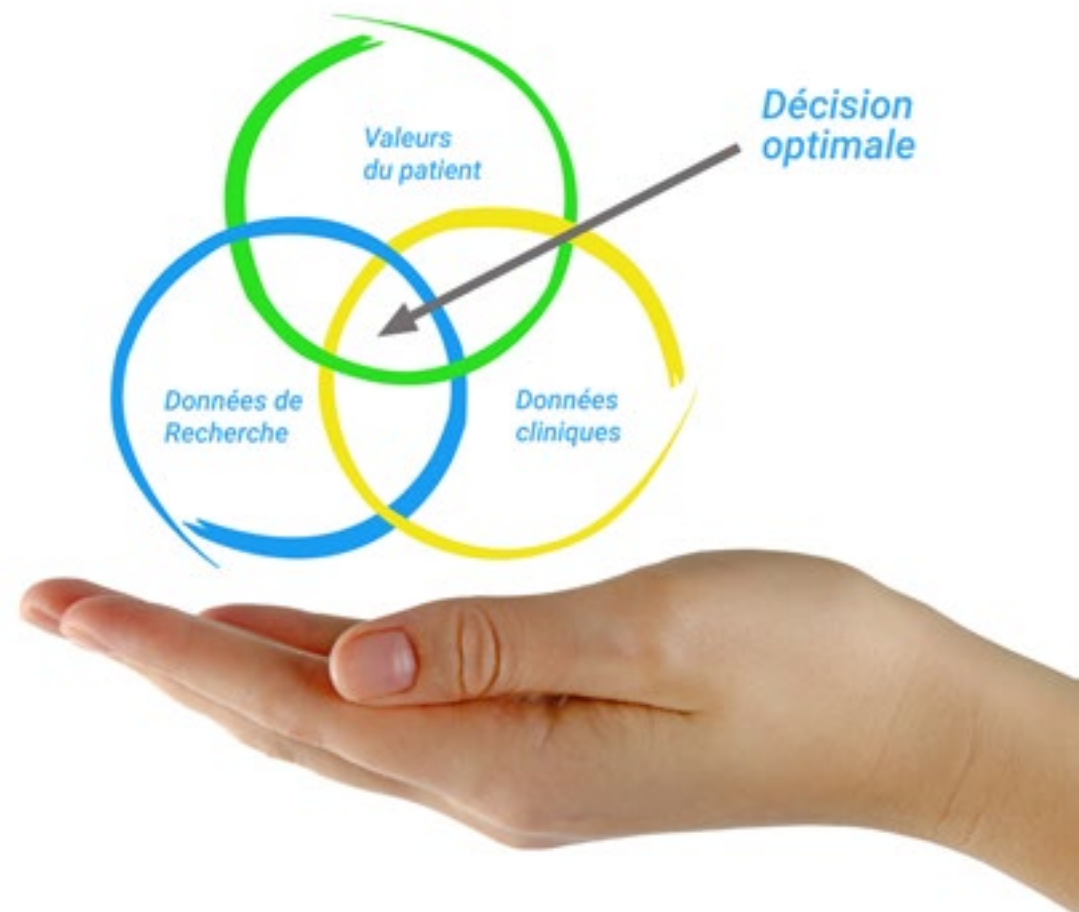 Décision
optimale
Valeurs
du patient
Données de
Recherche
Données
cliniques